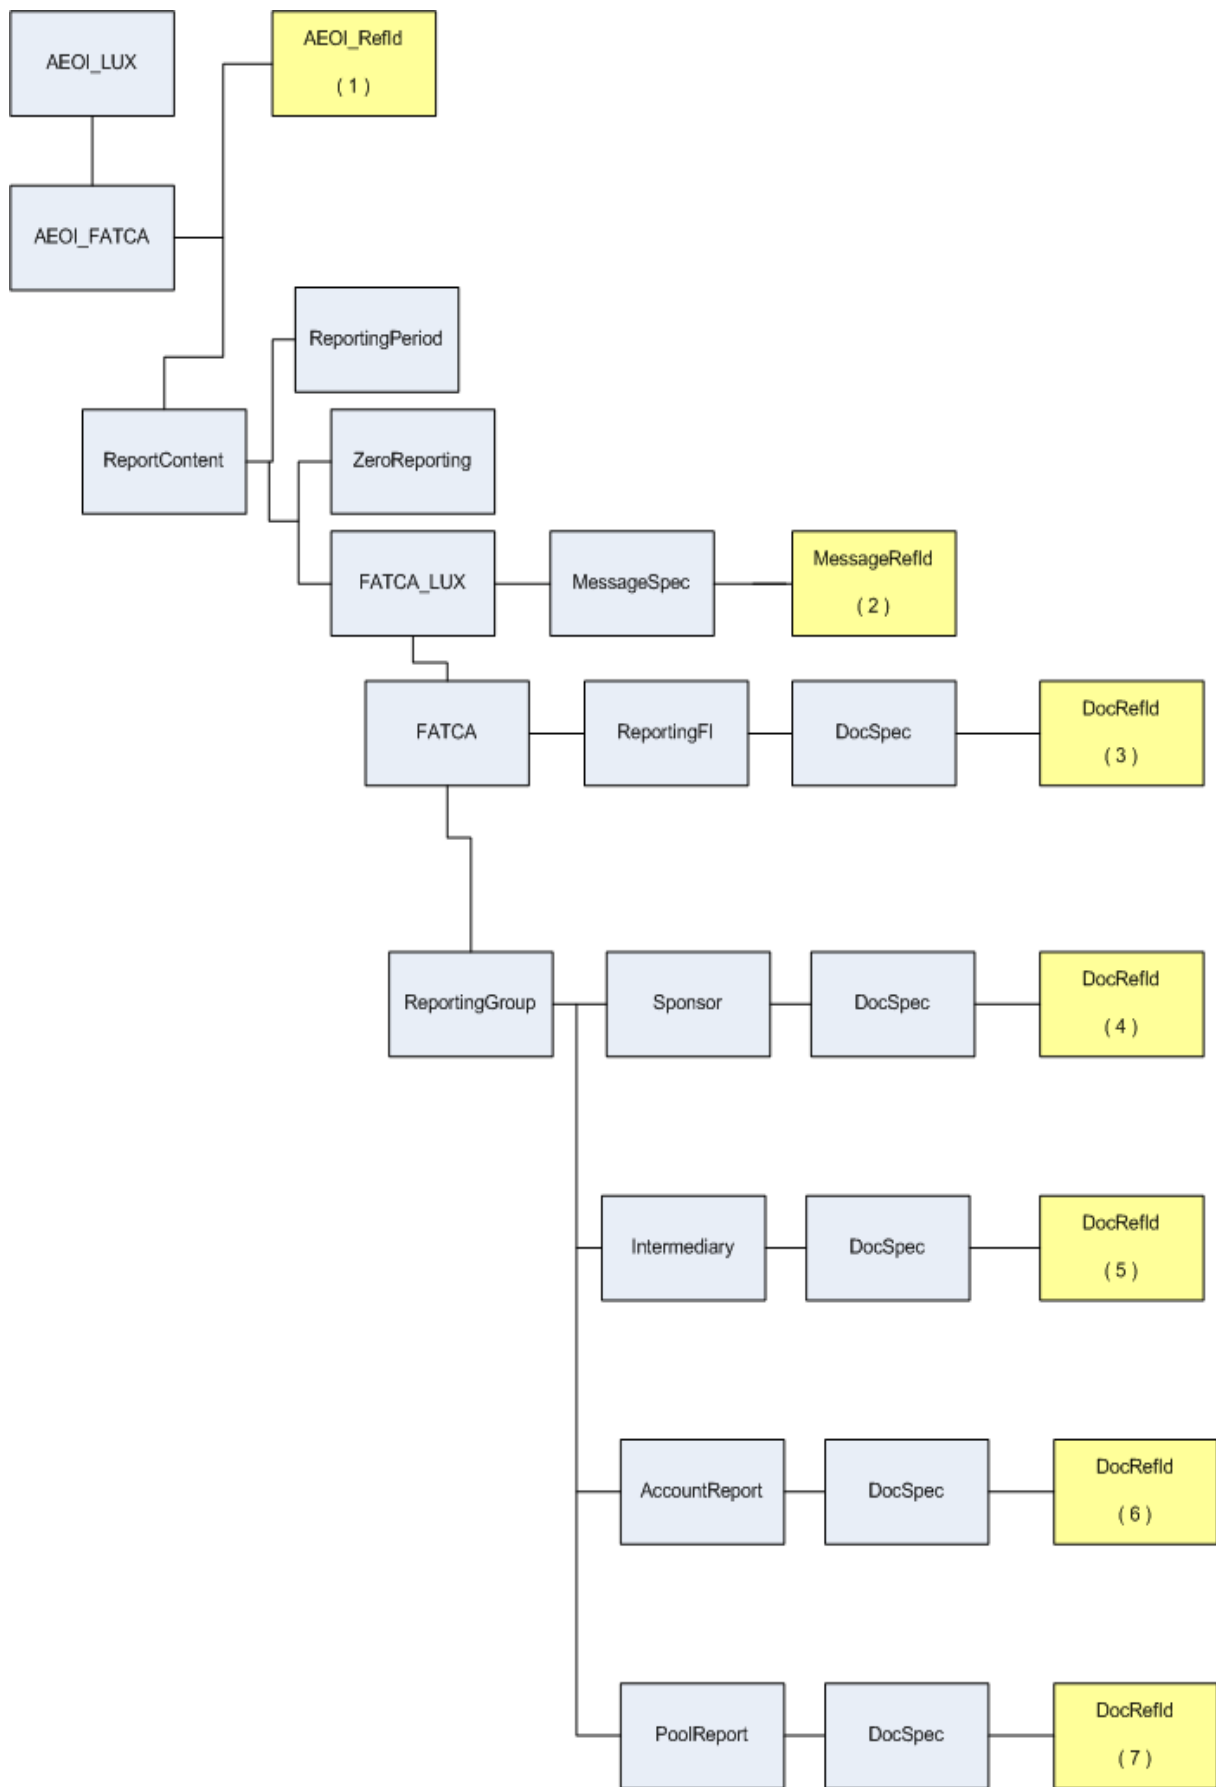 AEOI_LUX
AEOI_RefId
( 1 )
AEOI_FATCA
ReportingPeriod
ReportContent
ZeroReporting
FATCA_LUX
MessageSpec
MessageRefId
( 2 )
FATCA
ReportingFI
DocSpec
DocRefId
( 3 )
ReportingGroup
Sponsor
DocSpec
DocRefId
( 4 )
Intermediary
DocSpec
DocRefId
( 5 )
AccountReport
DocSpec
DocRefId
( 6 )
PoolReport
DocSpec
DocRefId
( 7 )